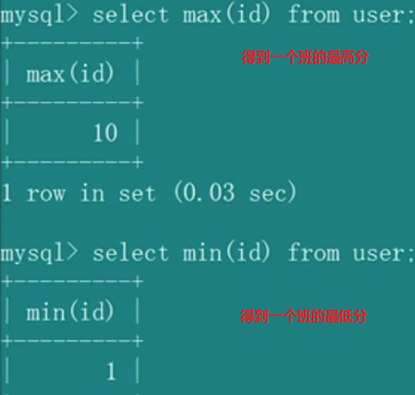 mysql> select max(id) from user;
+---------+
| max(id) |
+---------+
|      10 |
+---------+
1 row in set (0.03 sec)
得到一个班的最高分
mysql> select min(id) from user;
+---------+
| min(id) |
+---------+
|       1 |
得到一个班的最低分